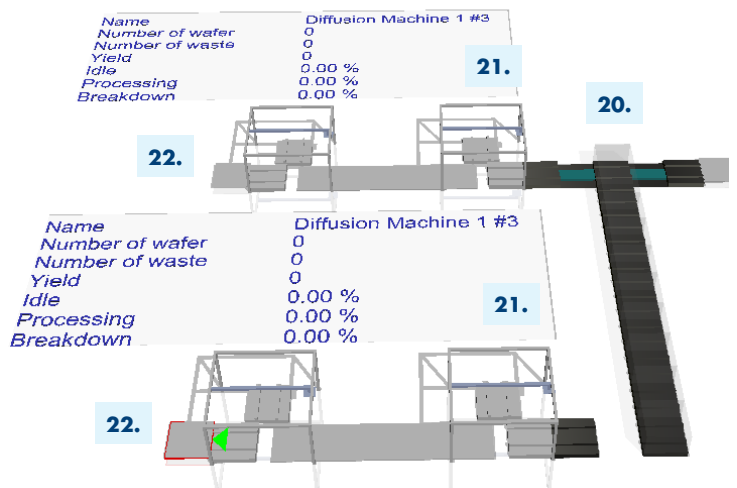 Name Diffusion Machine 1 #3
Number of wafer 0
Number of waste 0
Yield 0
Idle 0.00 %
Processing 0.00 %
Breakdown 0.00 %
21.
20.
22.
Name Diffusion Machine 1 #3
Number of wafer 0
Number of waste 0
Yield 0
Idle 0.00 %
Processing 0.00 %
Breakdown 0.00 %
21.
22.